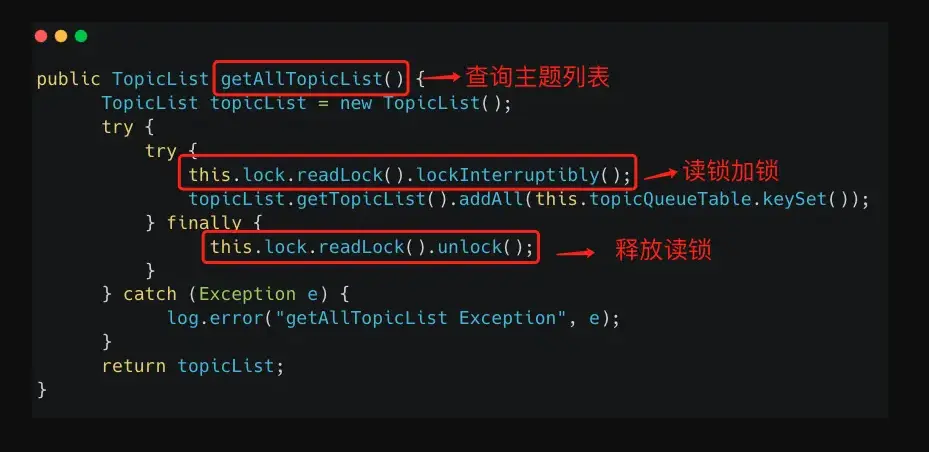 public TopicList getAllTopicList() { 查询主题列表
TopicList topicList = new TopicList();
try {
try {
this.lock.readLock().lockInterruptibly(); 读锁加锁
topicList.getTopicList().addAll(this.topicQueueTable.keySet());
} finally {
this.lock.readLock().unlock(); 释放读锁
}
} catch (Exception e) {
log.error("getAllTopicList Exception", e);
}
return topicList;
}